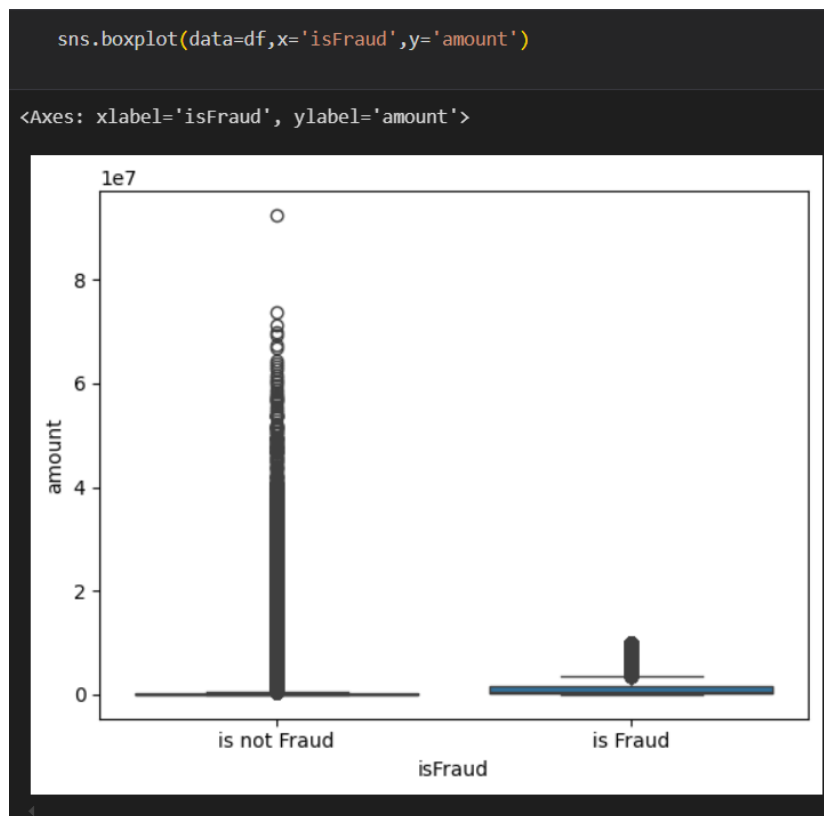 sns.boxplot(data=df,x='isFraud',y='amount')
<Axes: xlabel='isFraud', ylabel='amount'>
1e7
8
6
amount
4
2
0
is not Fraud is Fraud
isFraud